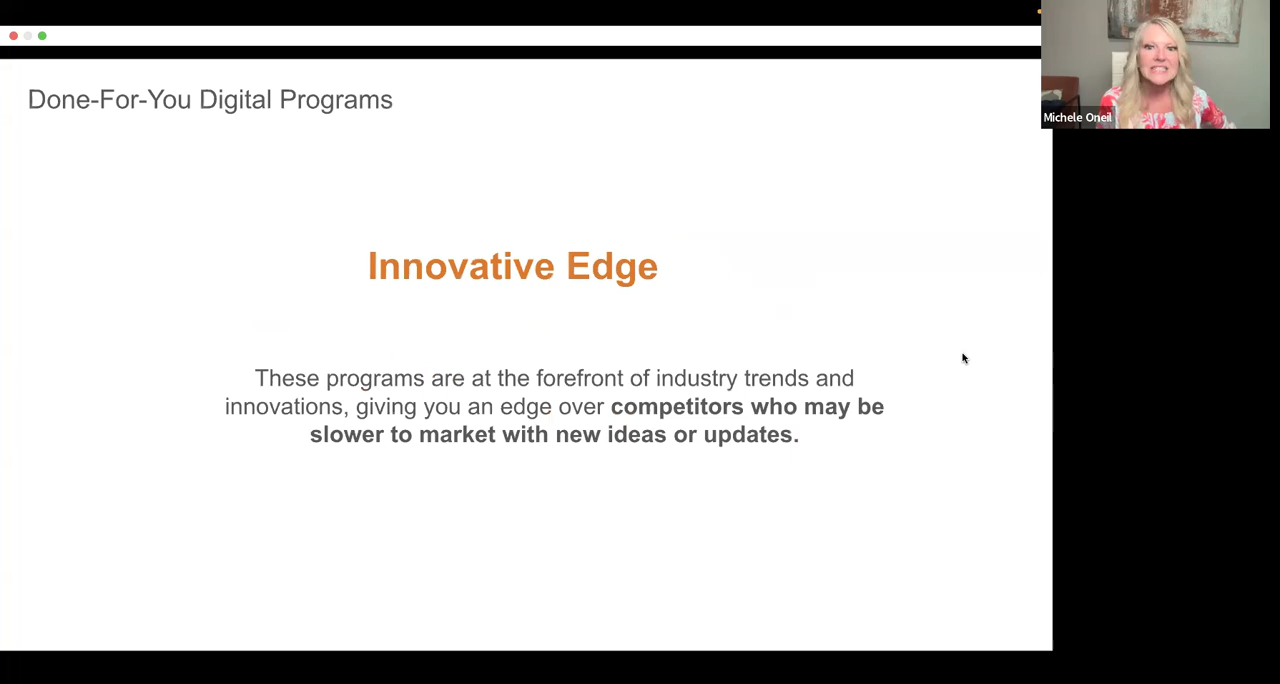 Done-For-You Digital Programs
Michele Oneil
Innovative Edge
These programs are at the forefront of industry trends and
innovations, giving you an edge over competitors who may be
slower to market with new ideas or updates.